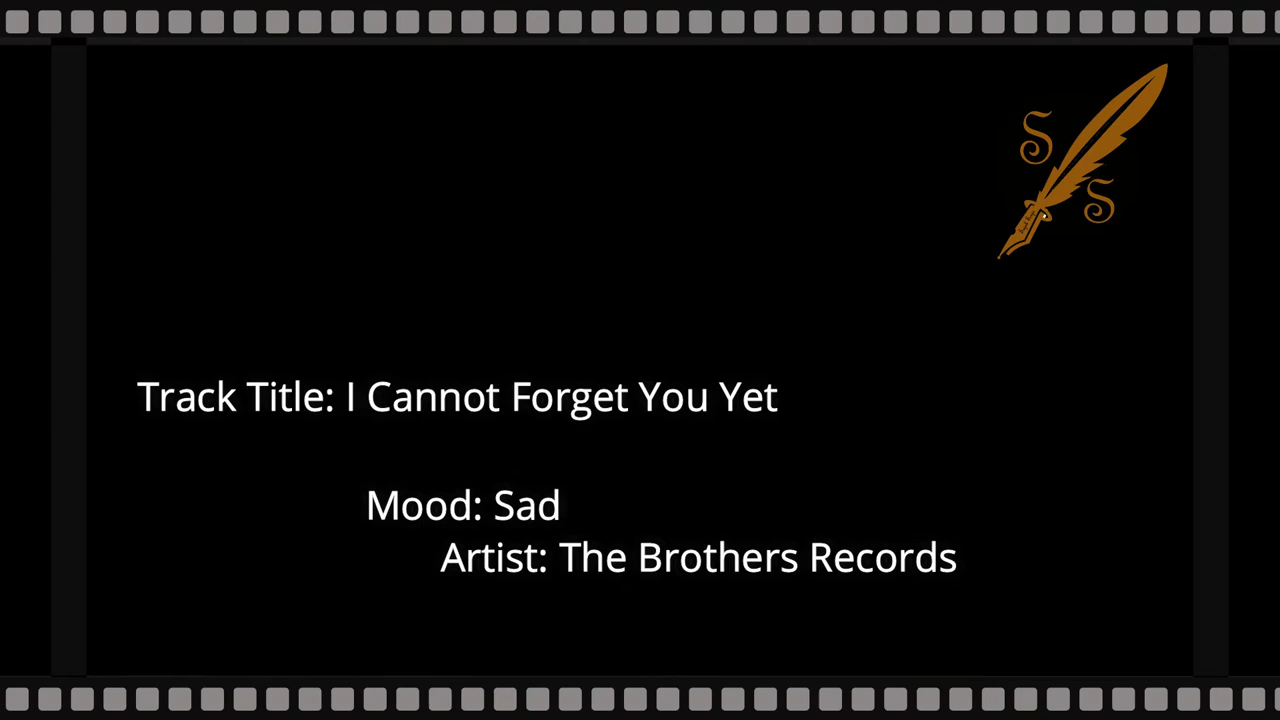 S
S
Track Title: I Cannot Forget You Yet
Mood: Sad
Artist: The Brothers Records